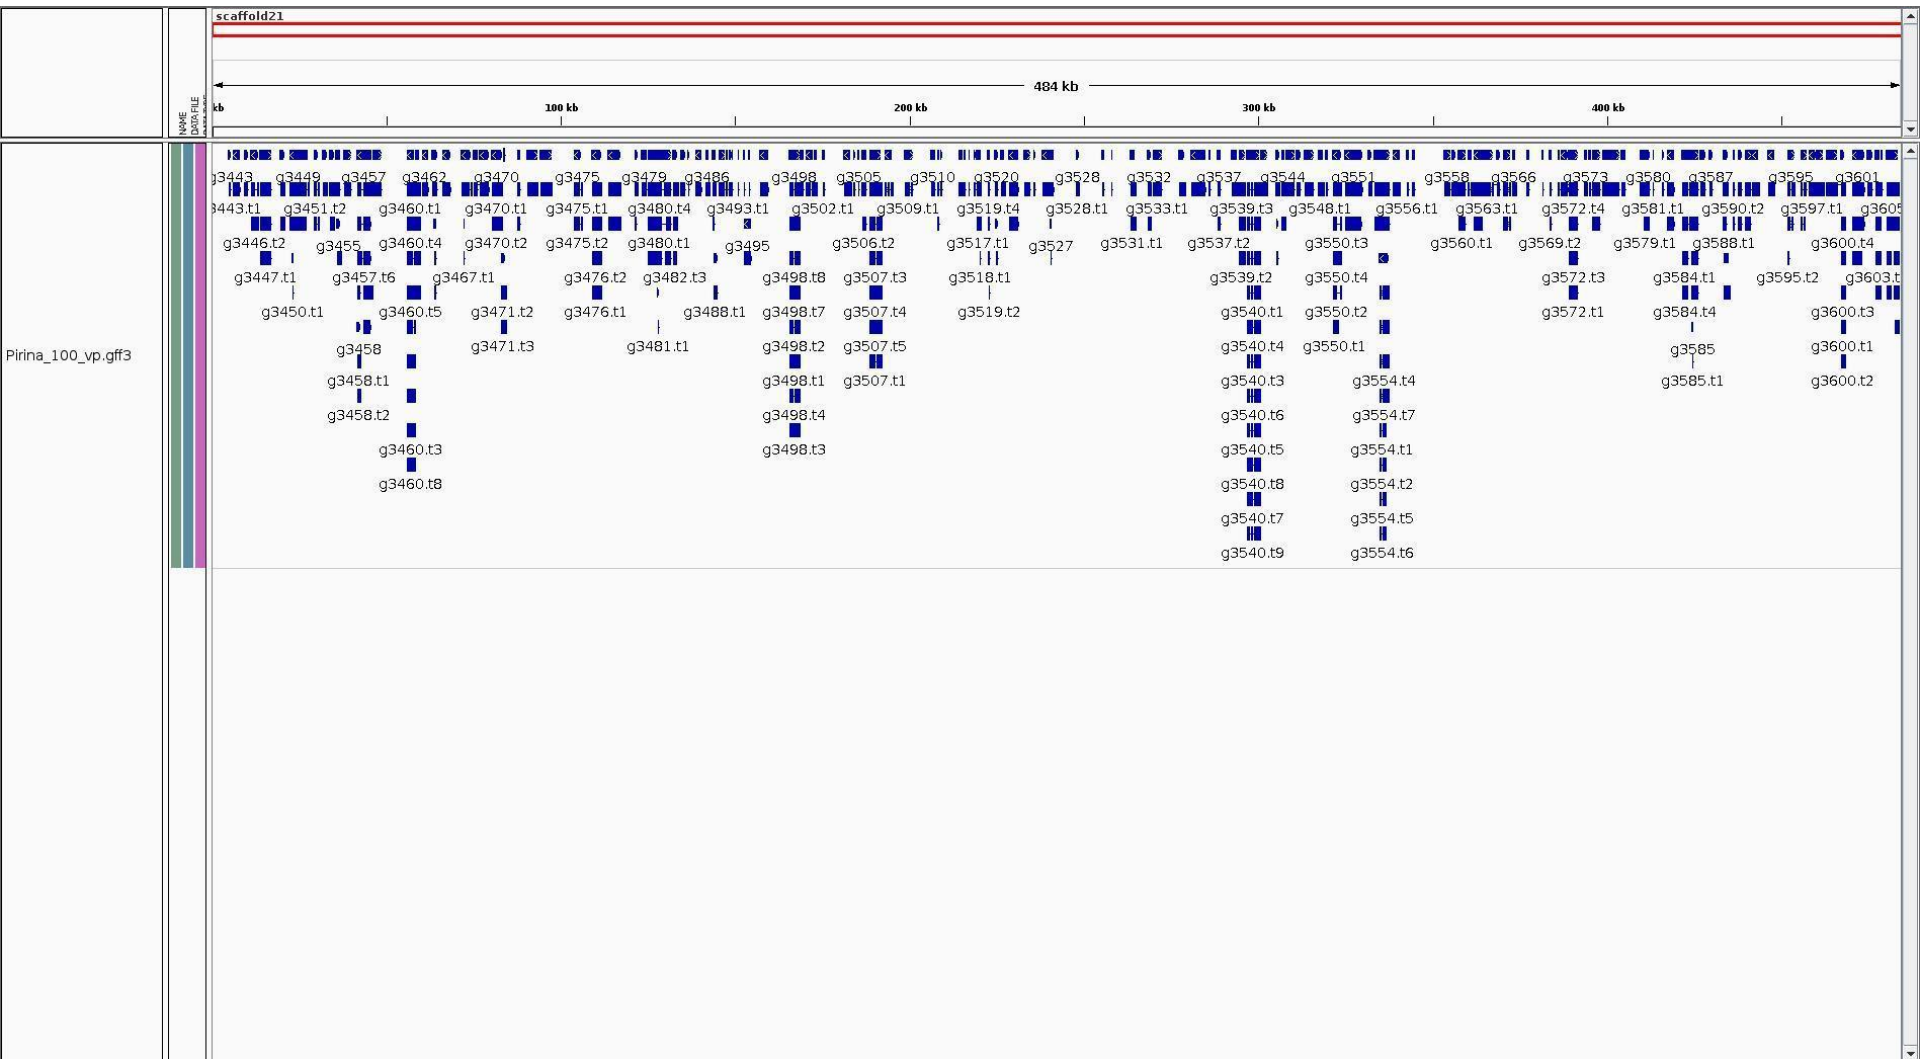 scaffold21
484 kb
kb 100 kb 200 kb 300 kb 400 kb
NAME
DATA FILE
g3443 g3449 g3457 g3462 g3470 g3475 g3479 g3486 g3498 g3505 g3510 g3520 g3528 g3532 g3537 g3544 g3551 g3558 g3566 g3573 g3580 g3587 g3595 g3601
3443.t1 g3451.t2 g3460.t1 g3470.t1 g3475.t1 g3480.t4 g3493.t1 g3502.t1 g3509.t1 g3519.t4 g3528.t1 g3533.t1 g3539.t3 g3548.t1 g3556.t1 g3563.t1 g3572.t4 g3581.t1 g3590.t2 g3597.t1 g3605
g3446.t2 g3455 g3460.t4 g3470.t2 g3475.t2 g3480.t1 g3495 g3506.t2 g3517.t1 g3527 g3531.t1 g3537.t2 g3550.t3 g3560.t1 g3569.t2 g3579.t1 g3588.t1 g3600.t4
g3447.t1 g3457.t6 g3467.t1 g3476.t2 g3482.t3 g3498.t8 g3507.t3 g3518.t1 g3539.t2 g3550.t4 g3572.t3 g3584.t1 g3595.t2 g3603.t
g3450.t1 g3460.t5 g3471.t2 g3476.t1 g3488.t1 g3498.t7 g3507.t4 g3519.t2 g3540.t1 g3550.t2 g3572.t1 g3584.t4 g3600.t3
g3458 g3471.t3 g3481.t1 g3498.t2 g3507.t5 g3540.t4 g3550.t1 g3585 g3600.t1
Pirina_100_vp.gff3
g3458.t1 g3498.t1 g3507.t1 g3540.t3 g3554.t4 g3585.t1 g3600.t2
g3458.t2 g3498.t4 g3540.t6 g3554.t7
g3460.t3 g3498.t3 g3540.t5 g3554.t1
g3460.t8 g3540.t8 g3554.t2
g3540.t7 g3554.t5
g3540.t9 g3554.t6